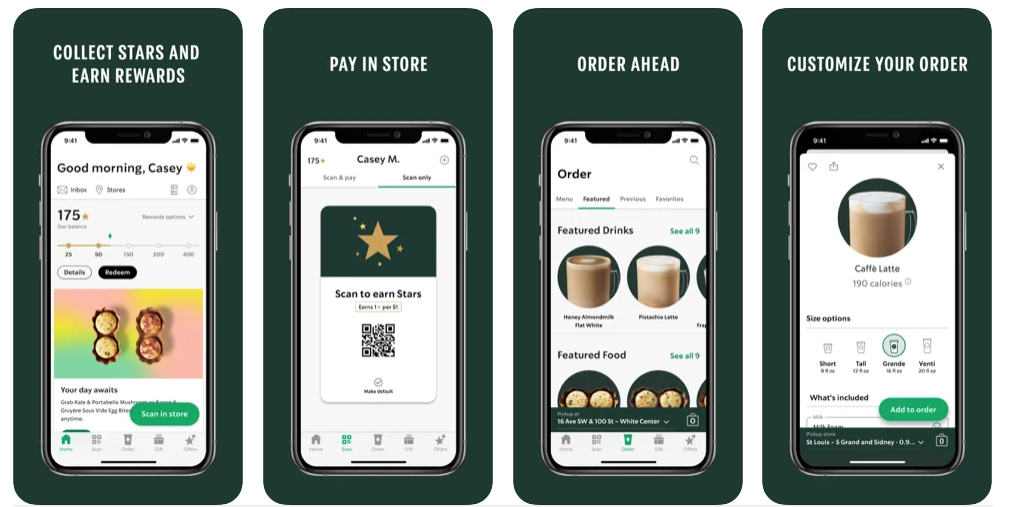 COLLECT STARS AND
EARN REWARDS
9:41
Good morning, Casey
Inbox
Stores
175
Star balance
Rewards options
25 50 150 200 400
Details
Redeem
Your day awaits
Grab Kale & Portabella Mushroom or Bacon &
Gruyère Sous Vide Egg Bites
anytime.
Scan in store
Home Scan Order Gift Offers
PAY IN STORE
9:41
175
Casey M.
Scan & pay
Scan only
Scan to earn Stars
Earns 1★ per $1
Make default
Home Scan Order Gift Offers
ORDER AHEAD
9:41
Order
Menu Featured Previous Favorites
Featured Drinks
See all 9
Honey Almondmilk
Flat White
Pistachio Latte
Featured Food
See all 9
Pickup at
16 Ave SW & 100 St – White Center
0
Home Scan Order Gift Offers
CUSTOMIZE YOUR ORDER
9:41
Caffè Latte
190 calories
Size options
Short Tall Grande Venti
8 fl oz 12 fl oz 16 fl oz 20 fl oz
What's included
Milk
Milk Foam
Add to order
Pickup store
St Louis – S Grand and Sidney · 0.9...
0